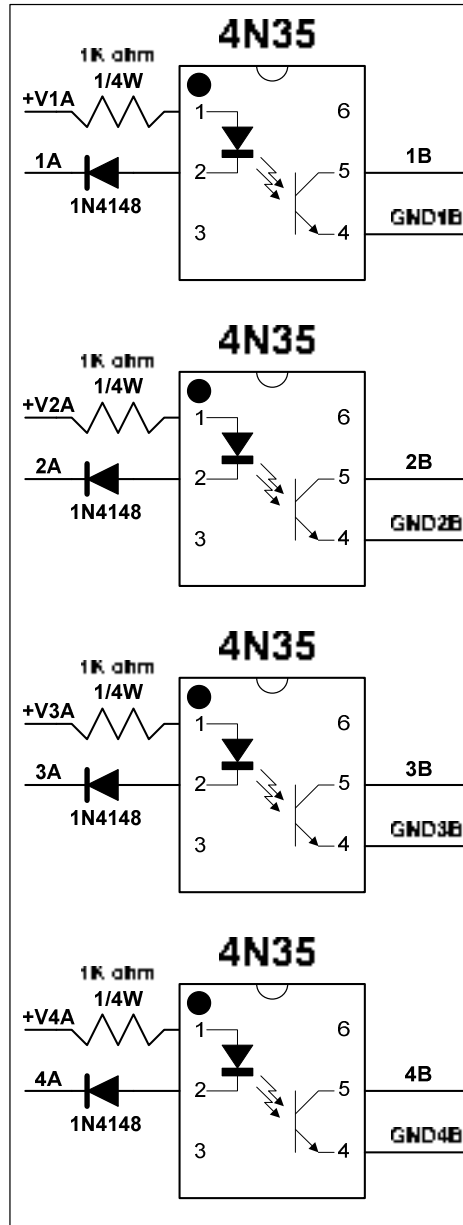 4N35
1K ohm
1/4W
+V1A
1 6
1A 2 5 1B
1N4148
3 4 GND1B
4N35
1K ohm
1/4W
+V2A
1 6
2A 2 5 2B
1N4148
3 4 GND2B
4N35
1K ohm
1/4W
+V3A
1 6
3A 2 5 3B
1N4148
3 4 GND3B
4N35
1K ohm
1/4W
+V4A
1 6
4A 2 5 4B
1N4148
3 4 GND4B